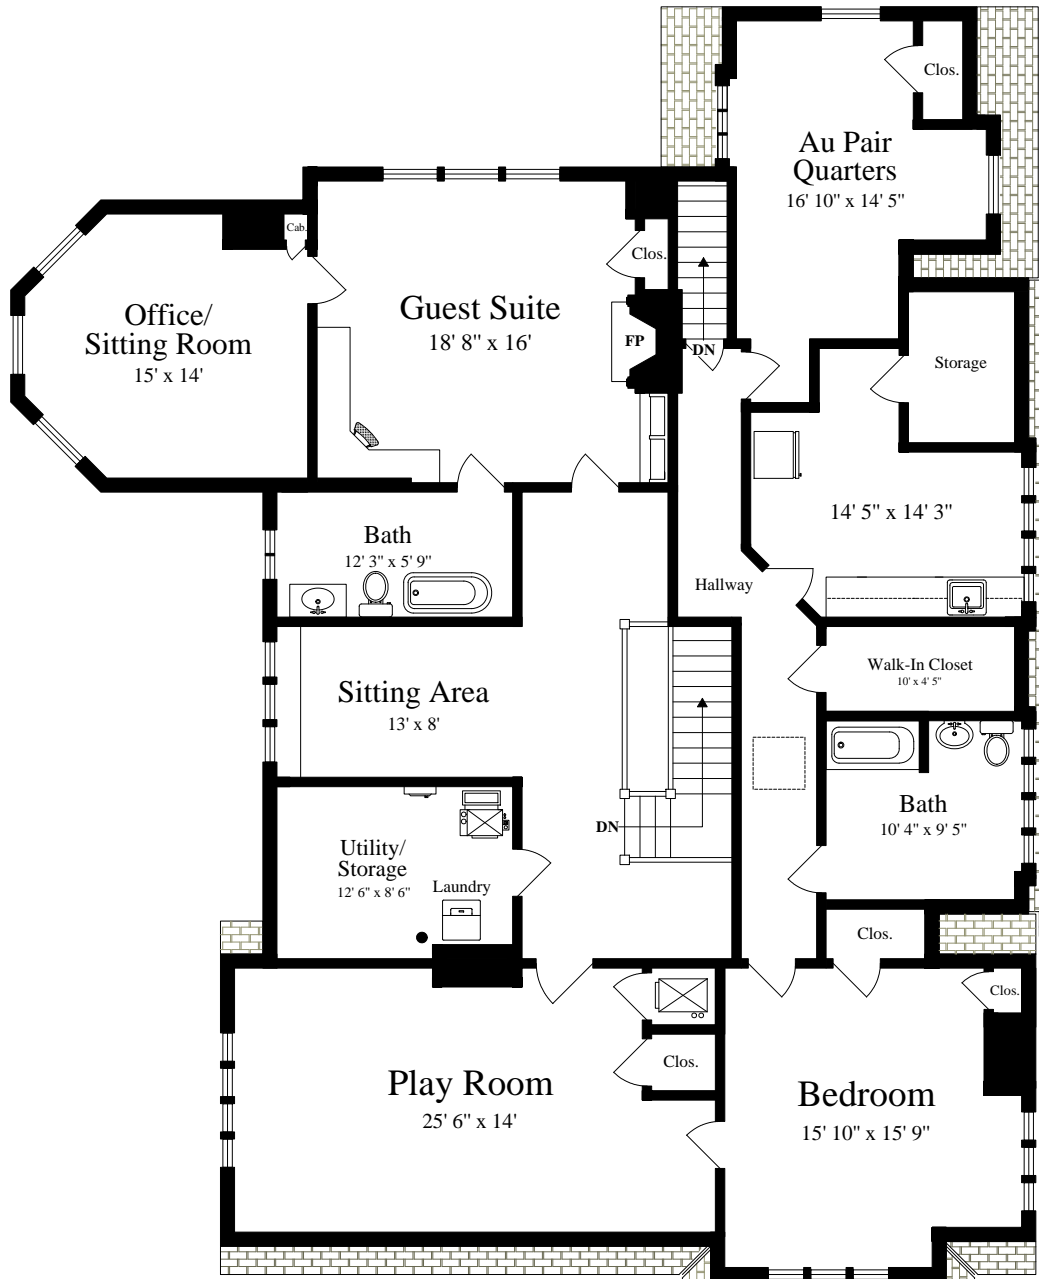 Clos.
Au Pair
Quarters
16' 10" x 14' 5"
Cab.
Clos.
Office/
Sitting Room
15' x 14'
Guest Suite
18' 8" x 16'
FP
DN
Storage
14' 5" x 14' 3"
Bath
12' 3" x 5' 9"
Hallway
Walk-In Closet
10' x 4' 5"
Sitting Area
13' x 8'
DN
Bath
10' 4" x 9' 5"
Utility/
Storage
12' 6" x 8' 6"
Laundry
Clos.
Clos.
Clos.
Play Room
25' 6" x 14'
Bedroom
15' 10" x 15' 9"